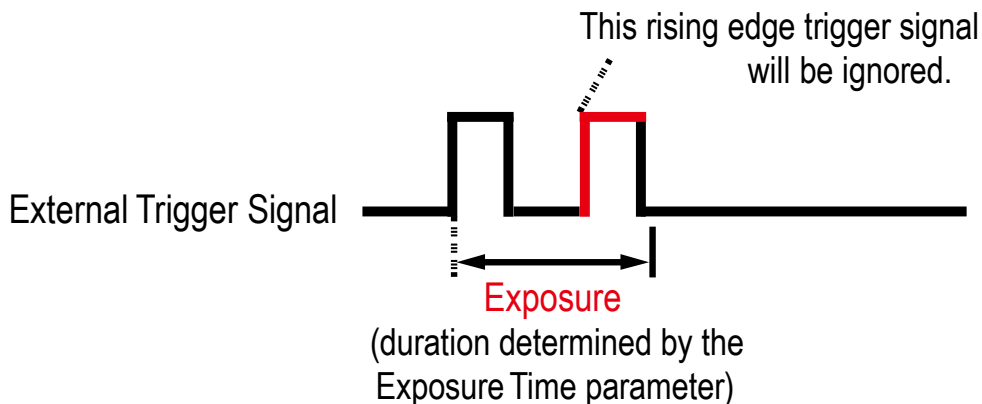 This rising edge trigger signal
will be ignored.
External Trigger Signal
Exposure
(duration determined by the
Exposure Time parameter)